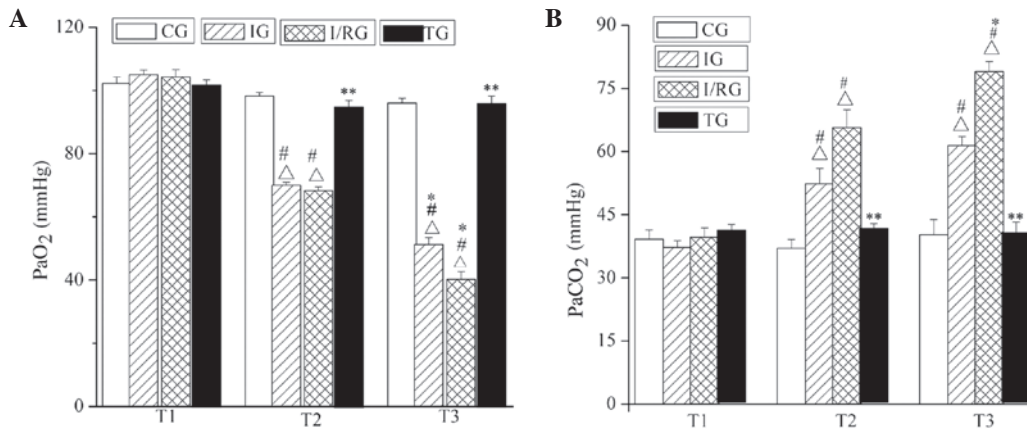 A
CG IG I/RG TG
PaO2 (mmHg)
120
80
40
0
# △
# △
**
* # △
* # △
**
T1 T2 T3
B
CG
IG
I/RG
TG
PaCO2 (mmHg)
90
75
60
45
30
15
0
# △
# △
**
# △
* # △
**
T1 T2 T3